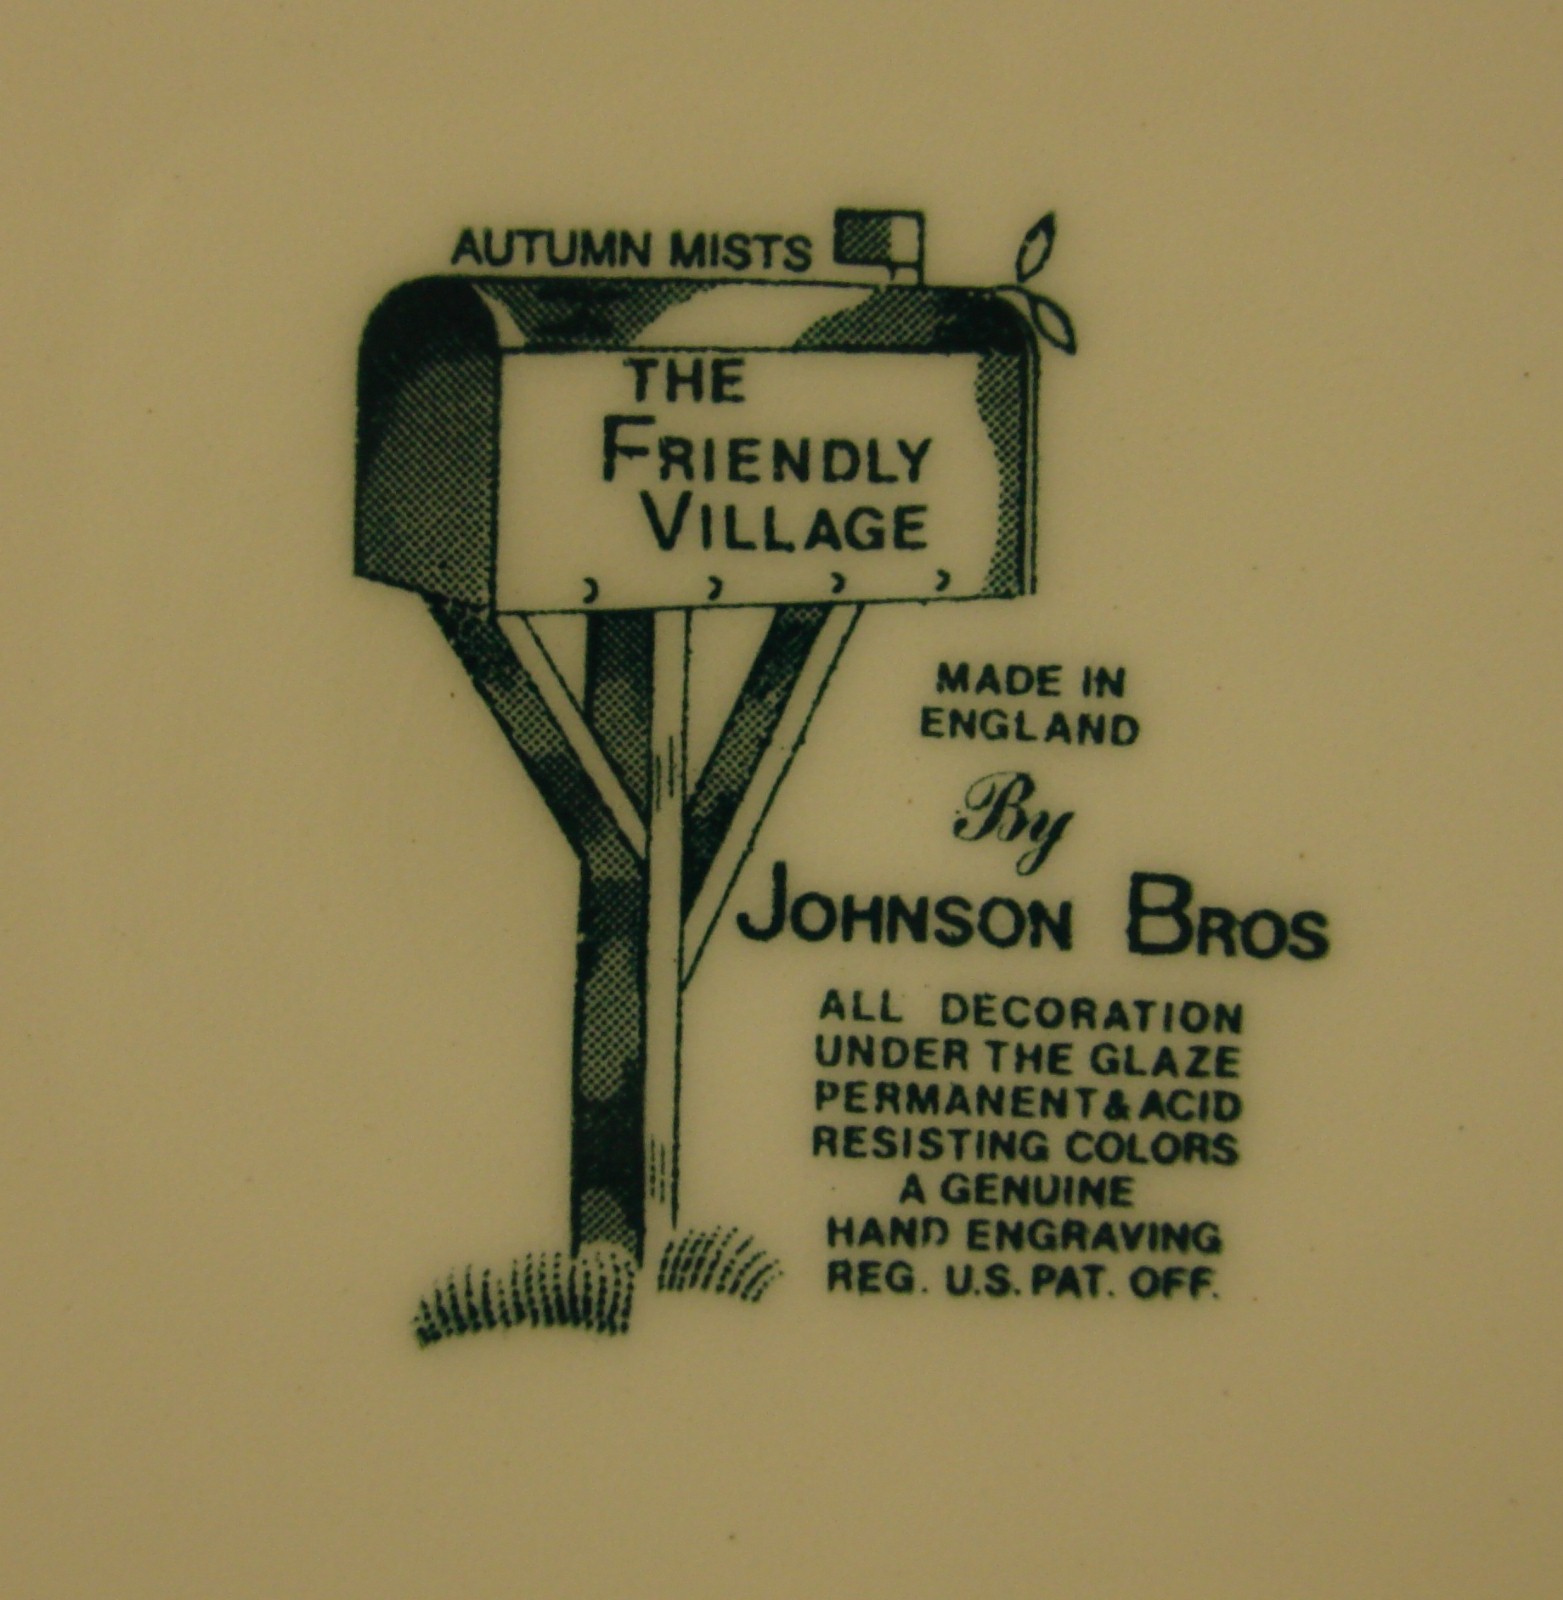 AUTUMN MISTS
THE
FRIENDLY
VILLAGE
MADE IN
ENGLAND
By
JOHNSON BROS
ALL DECORATION
UNDER THE GLAZE
PERMANENT & ACID
RESISTING COLORS
A GENUINE
HAND ENGRAVING
REG. U.S. PAT. OFF.